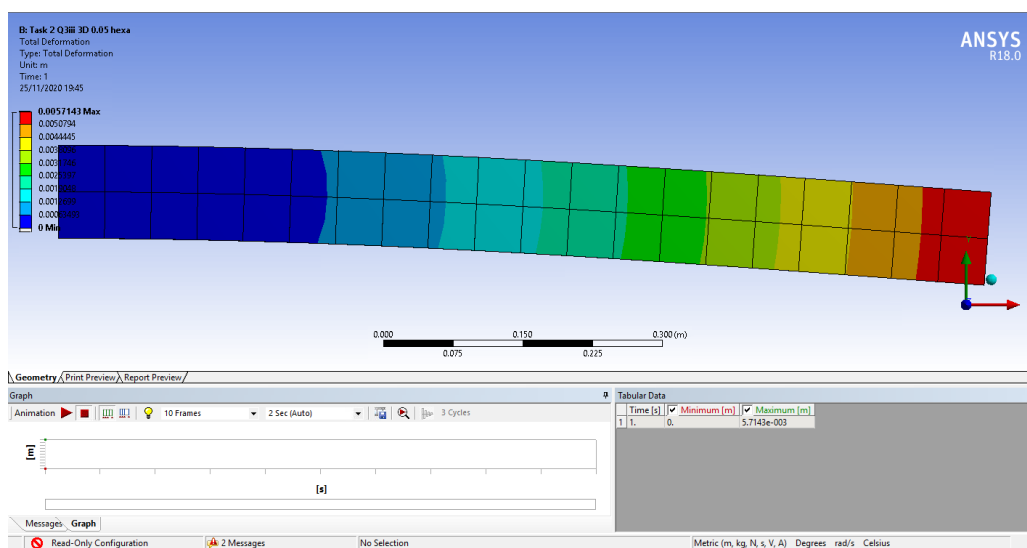 B: Task 2 Q3iii 3D 0.05 hexa
Total Deformation
Type: Total Deformation
Unit: m
Time: 1
25/11/2020 19:45
ANSYS
R18.0
0.0057143 Max
0.0050794
0.0044445
0 Min
0.000
0.150
0.300 (m)
0.075
0.225
Geometry Print Preview Report Preview
Graph
Animation
10 Frames
2 Sec (Auto)
3 Cycles
[m]
[s]
Messages Graph
Tabular Data
Time [s] Minimum [m] Maximum [m]
1 1. 0. 5.7143e-003
Read-Only Configuration
2 Messages
No Selection
Metric (m, kg, N, s, V, A) Degrees rad/s Celsius